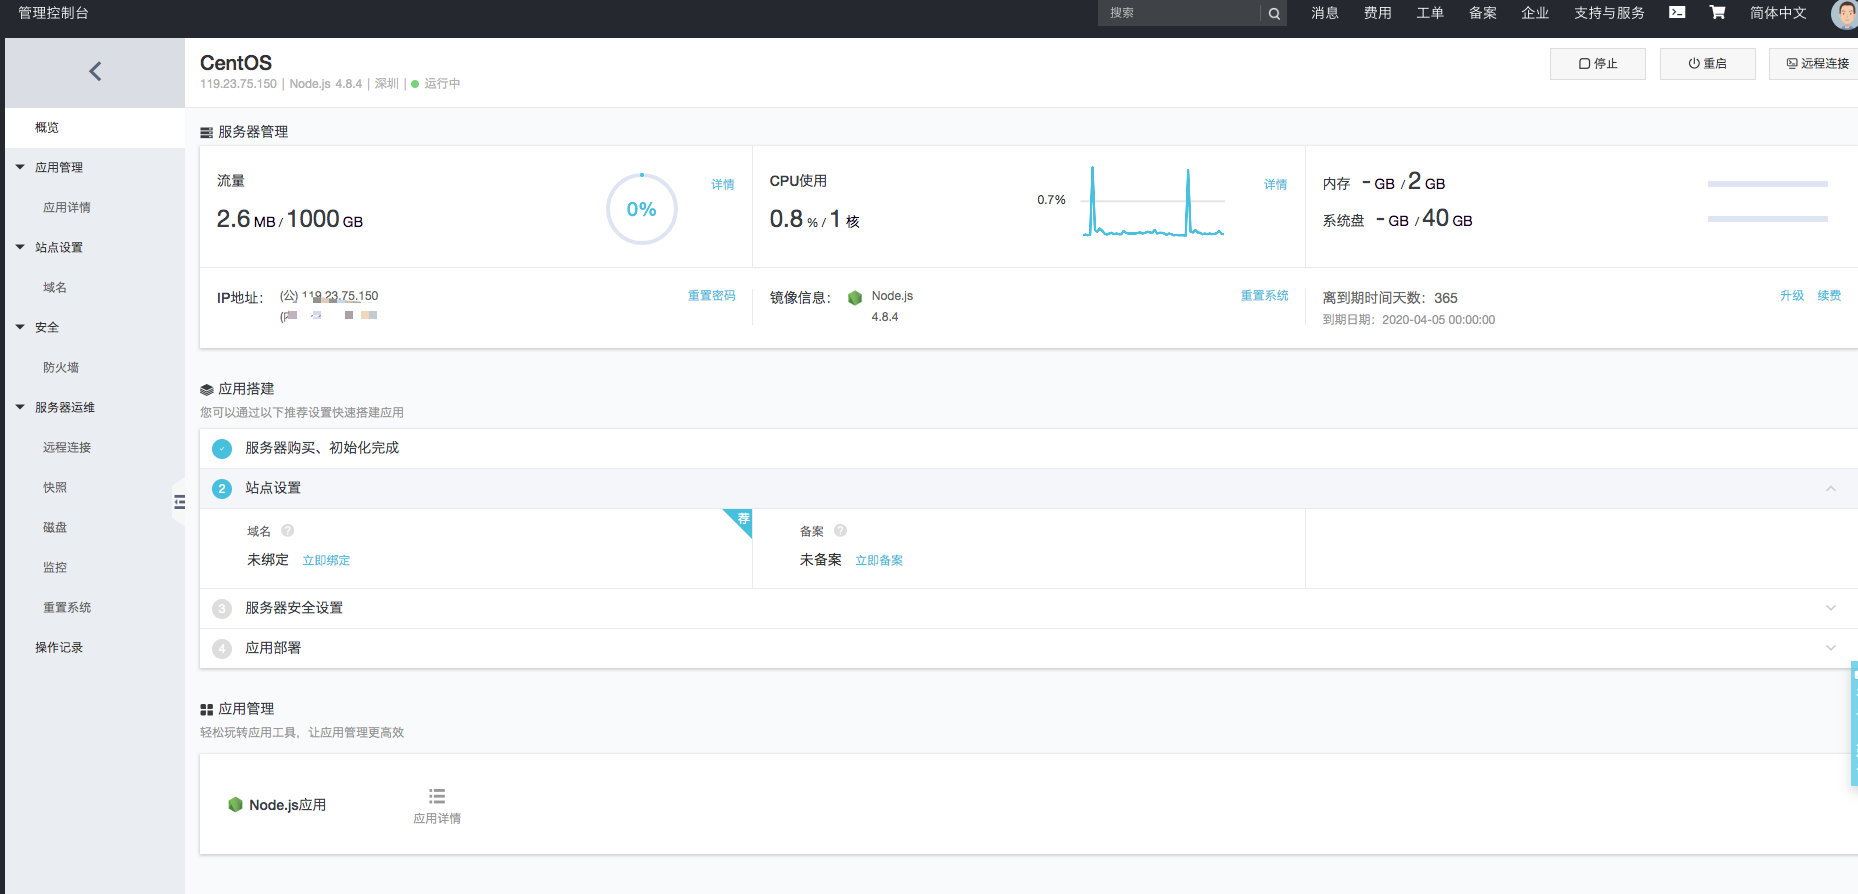 管理控制台
搜索
消息 费用 工单 备案 企业 支持与服务 简体中文
CentOS
119.23.75.150 | Node.js 4.8.4 | 深圳 | 运行中
停止 重启 远程连接
概览
应用管理
应用详情
站点设置
域名
安全
防火墙
服务器运维
远程连接
快照
磁盘
监控
重置系统
操作记录
服务器管理
流量
详情
2.6 MB / 1000 GB
0%
CPU使用
详情
0.8 % / 1 核
0.7%
内存 - GB / 2 GB
系统盘 - GB / 40 GB
IP地址： (公) 119.23.75.150
重置密码
镜像信息： Node.js
4.8.4
重置系统
离到期时间天数：365
到期日期：2020-04-05 00:00:00
升级 续费
应用搭建
您可以通过以下推荐设置快速搭建应用
服务器购买、初始化完成
2 站点设置
域名 ?
荐
未绑定 立即绑定
备案 ?
未备案 立即备案
3 服务器安全设置
4 应用部署
应用管理
轻松玩转应用工具，让应用管理更高效
Node.js应用
应用详情